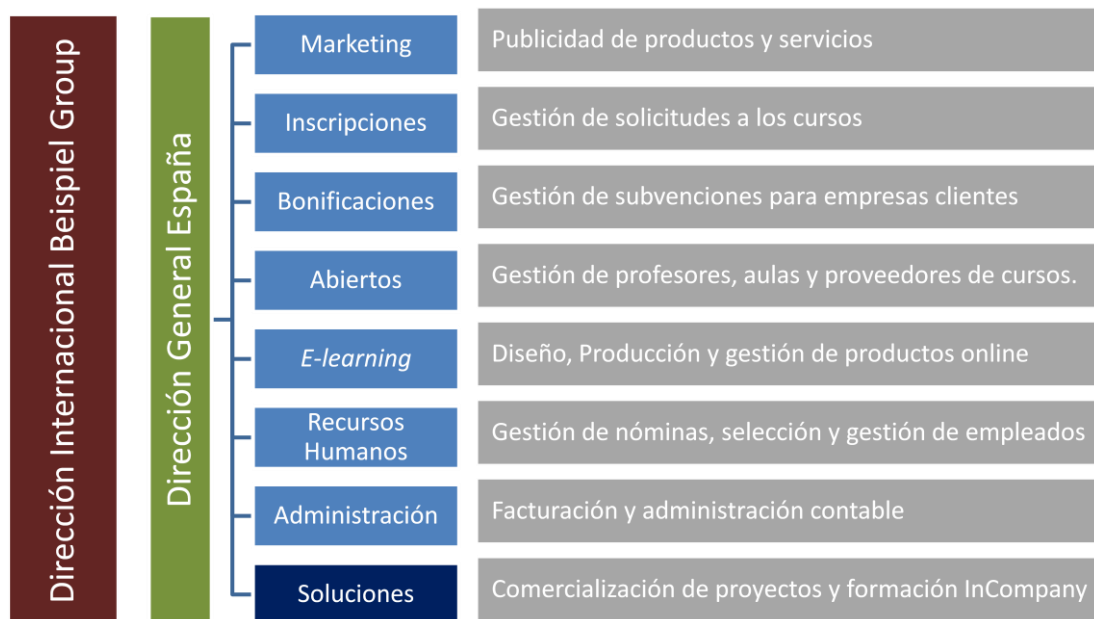 Dirección Internacional Beispiel Group
Dirección General España
Marketing
Publicidad de productos y servicios
Inscripciones
Gestión de solicitudes a los cursos
Bonificaciones
Gestión de subvenciones para empresas clientes
Abiertos
Gestión de profesores, aulas y proveedores de cursos.
E-learning
Diseño, Producción y gestión de productos online
Recursos
Humanos
Gestión de nóminas, selección y gestión de empleados
Administración
Facturación y administración contable
Soluciones
Comercialización de proyectos y formación InCompany